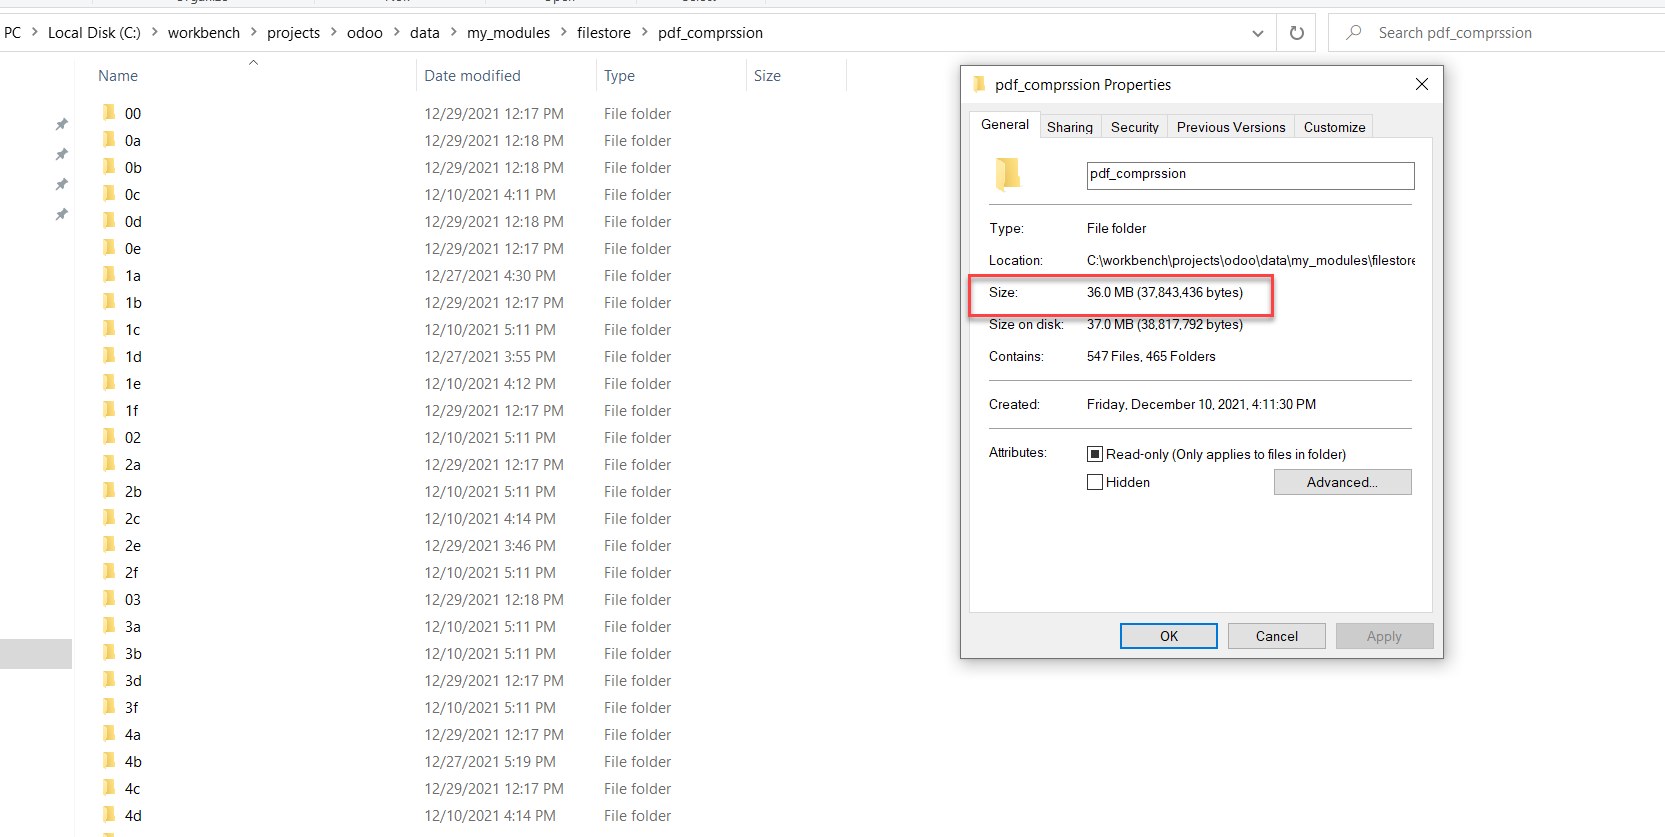 PC > Local Disk (C:) > workbench > projects > odoo > data > my_modules > filestore > pdf_comprssion
Search pdf_comprssion
Name Date modified Type Size
00 12/29/2021 12:17 PM File folder
0a 12/29/2021 12:18 PM File folder
0b 12/29/2021 12:18 PM File folder
0c 12/10/2021 4:11 PM File folder
0d 12/29/2021 12:18 PM File folder
0e 12/29/2021 12:17 PM File folder
1a 12/27/2021 4:30 PM File folder
1b 12/29/2021 12:17 PM File folder
1c 12/10/2021 5:11 PM File folder
1d 12/27/2021 3:55 PM File folder
1e 12/10/2021 4:12 PM File folder
1f 12/29/2021 12:17 PM File folder
02 12/10/2021 5:11 PM File folder
2a 12/29/2021 12:17 PM File folder
2b 12/10/2021 5:11 PM File folder
2c 12/10/2021 4:14 PM File folder
2e 12/29/2021 3:46 PM File folder
2f 12/10/2021 5:11 PM File folder
03 12/29/2021 12:18 PM File folder
3a 12/10/2021 5:11 PM File folder
3b 12/10/2021 5:11 PM File folder
3d 12/29/2021 12:17 PM File folder
3f 12/10/2021 5:11 PM File folder
4a 12/29/2021 12:17 PM File folder
4b 12/27/2021 5:19 PM File folder
4c 12/29/2021 12:17 PM File folder
4d 12/10/2021 4:14 PM File folder
pdf_comprssion Properties
General Sharing Security Previous Versions Customize
pdf_comprssion
Type: File folder
Location: C:\workbench\projects\odoo\data\my_modules\filestore
Size: 36.0 MB (37,843,436 bytes)
Size on disk: 37.0 MB (38,817,792 bytes)
Contains: 547 Files, 465 Folders
Created: Friday, December 10, 2021, 4:11:30 PM
Attributes: Read-only (Only applies to files in folder)
Hidden Advanced...
OK Cancel Apply